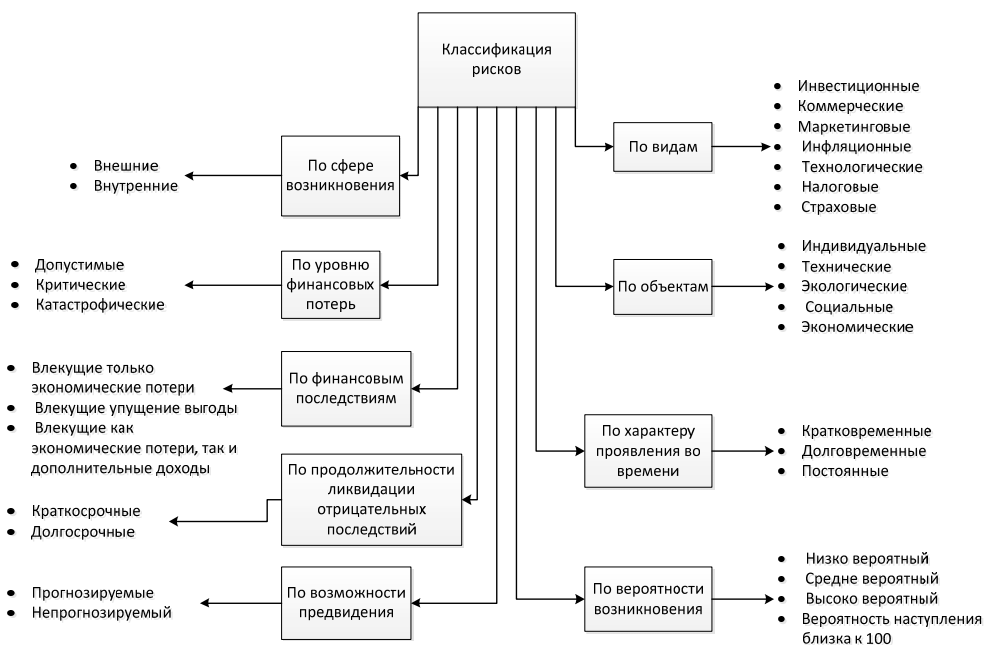 Классификация
рисков
По сфере
возникновения
• Внешние
• Внутренние
По уровню
финансовых
потерь
• Допустимые
• Критические
• Катастрофические
По финансовым
последствиям
• Влекущие только
экономические потери
• Влекущие упущение выгоды
• Влекущие как
экономические потери, так и
дополнительные доходы
По продолжительности
ликвидации
отрицательных
последствий
• Краткосрочные
• Долгосрочные
По возможности
предвидения
• Прогнозируемые
• Непрогнозируемый
По видам
• Инвестиционные
• Коммерческие
• Маркетинговые
• Инфляционные
• Технологические
• Налоговые
• Страховые
По объектам
• Индивидуальные
• Технические
• Экологические
• Социальные
• Экономические
По характеру
проявления во
времени
• Кратковременные
• Долговременные
• Постоянные
По вероятности
возникновения
• Низко вероятный
• Средне вероятный
• Высоко вероятный
• Вероятность наступления
близка к 100